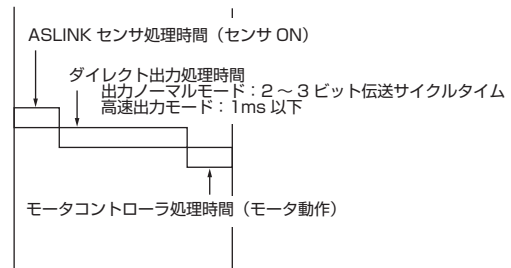 ASLINK センサ処理時間（センサ ON）
ダイレクト出力処理時間
出力ノーマルモード：2 ～ 3 ビット伝送サイクルタイム
高速出力モード：1ms 以下
モータコントローラ処理時間（モータ動作）